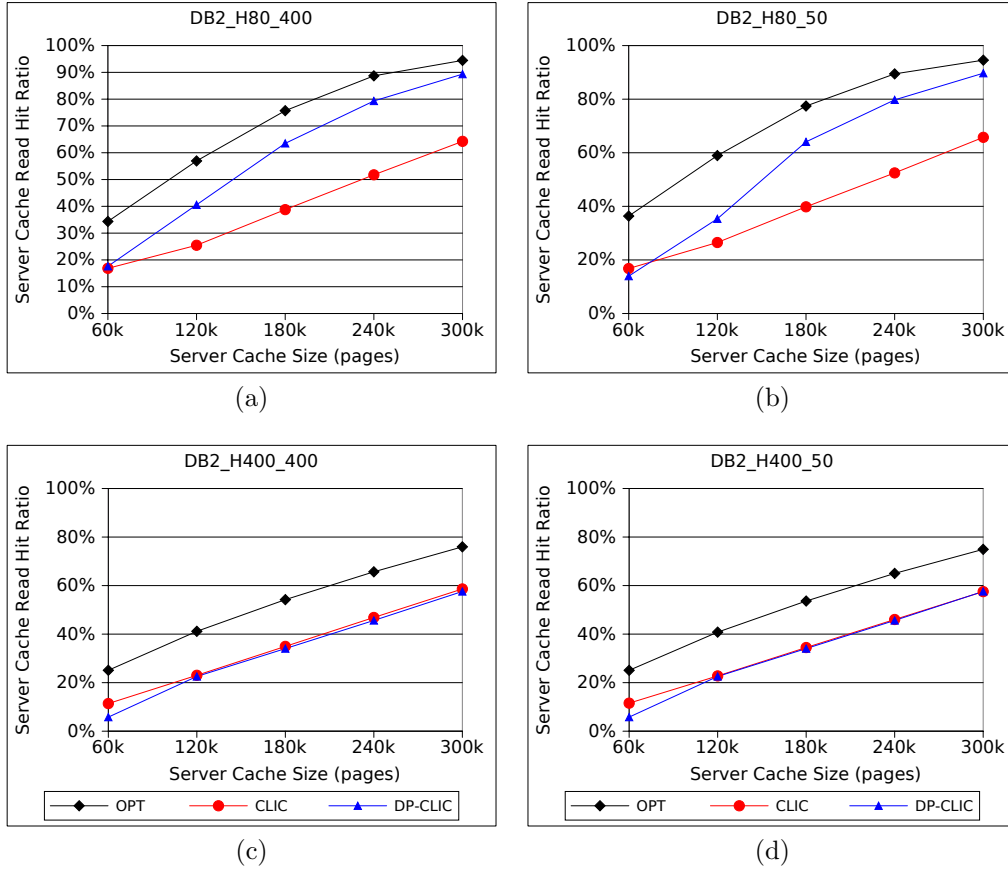 DB2_H80_400
Server Cache Read Hit Ratio
100%
90%
80%
70%
60%
50%
40%
30%
20%
10%
0%
60k 120k 180k 240k 300k
Server Cache Size (pages)
(a)
DB2_H80_50
Server Cache Read Hit Ratio
100%
80%
60%
40%
20%
0%
60k 120k 180k 240k 300k
Server Cache Size (pages)
(b)
DB2_H400_400
Server Cache Read Hit Ratio
100%
80%
60%
40%
20%
0%
60k 120k 180k 240k 300k
Server Cache Size (pages)
OPT CLIC DP-CLIC
(c)
DB2_H400_50
Server Cache Read Hit Ratio
100%
80%
60%
40%
20%
0%
60k 120k 180k 240k 300k
Server Cache Size (pages)
OPT CLIC DP-CLIC
(d)